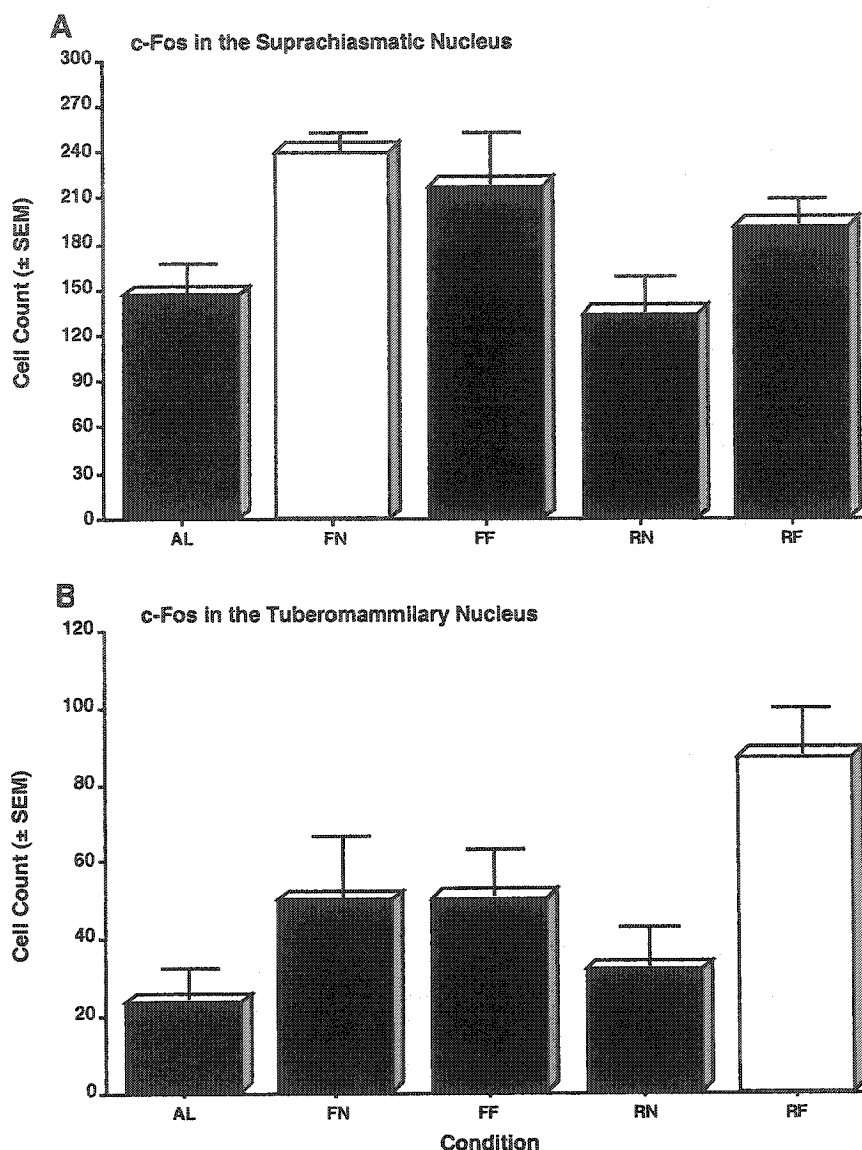 A
c-Fos in the Suprachiasmatic Nucleus
300
270
240
210
180
150
120
90
60
30
0
Cell Count (± SEM)
AL FN FF RN RF
B
c-Fos in the Tuberomammilary Nucleus
120
100
80
60
40
20
0
Cell Count (± SEM)
AL FN FF RN RF
Condition